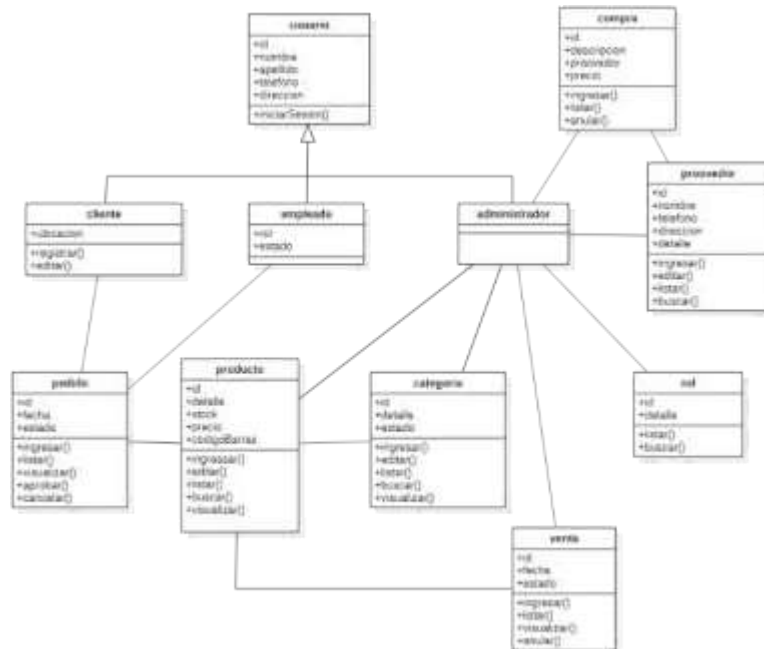 usuario
+id
+nombre
+apellido
+telefono
+direccion
+iniciarSesion()
compra
+id
+descripcion
+proveedor
+precio
+ingresar()
+listar()
+anular()
cliente
+ubicacion
+registrar()
+editar()
empleado
+rol
+estado
administrador
+id
+nombre
+telefono
+direccion
+detalle
+ingresar()
+editar()
+listar()
+buscar()
+id
+fecha
+estado
+ingresar()
+listar()
+visualizar()
+aprobar()
+cancelar()
producto
+id
+detalle
+stock
+precio
+codigoBarras
+ingressar()
+editar()
+listar()
+buscar()
+visualizar()
categoria
+id
+detalle
+estado
+ingresar()
+editar()
+listar()
+buscar()
+visualizar()
rol
+id
+detalle
+listar()
+buscar()
venta
+id
+fecha
+estado
+ingresar()
+listar()
+visualizar()
+anular()